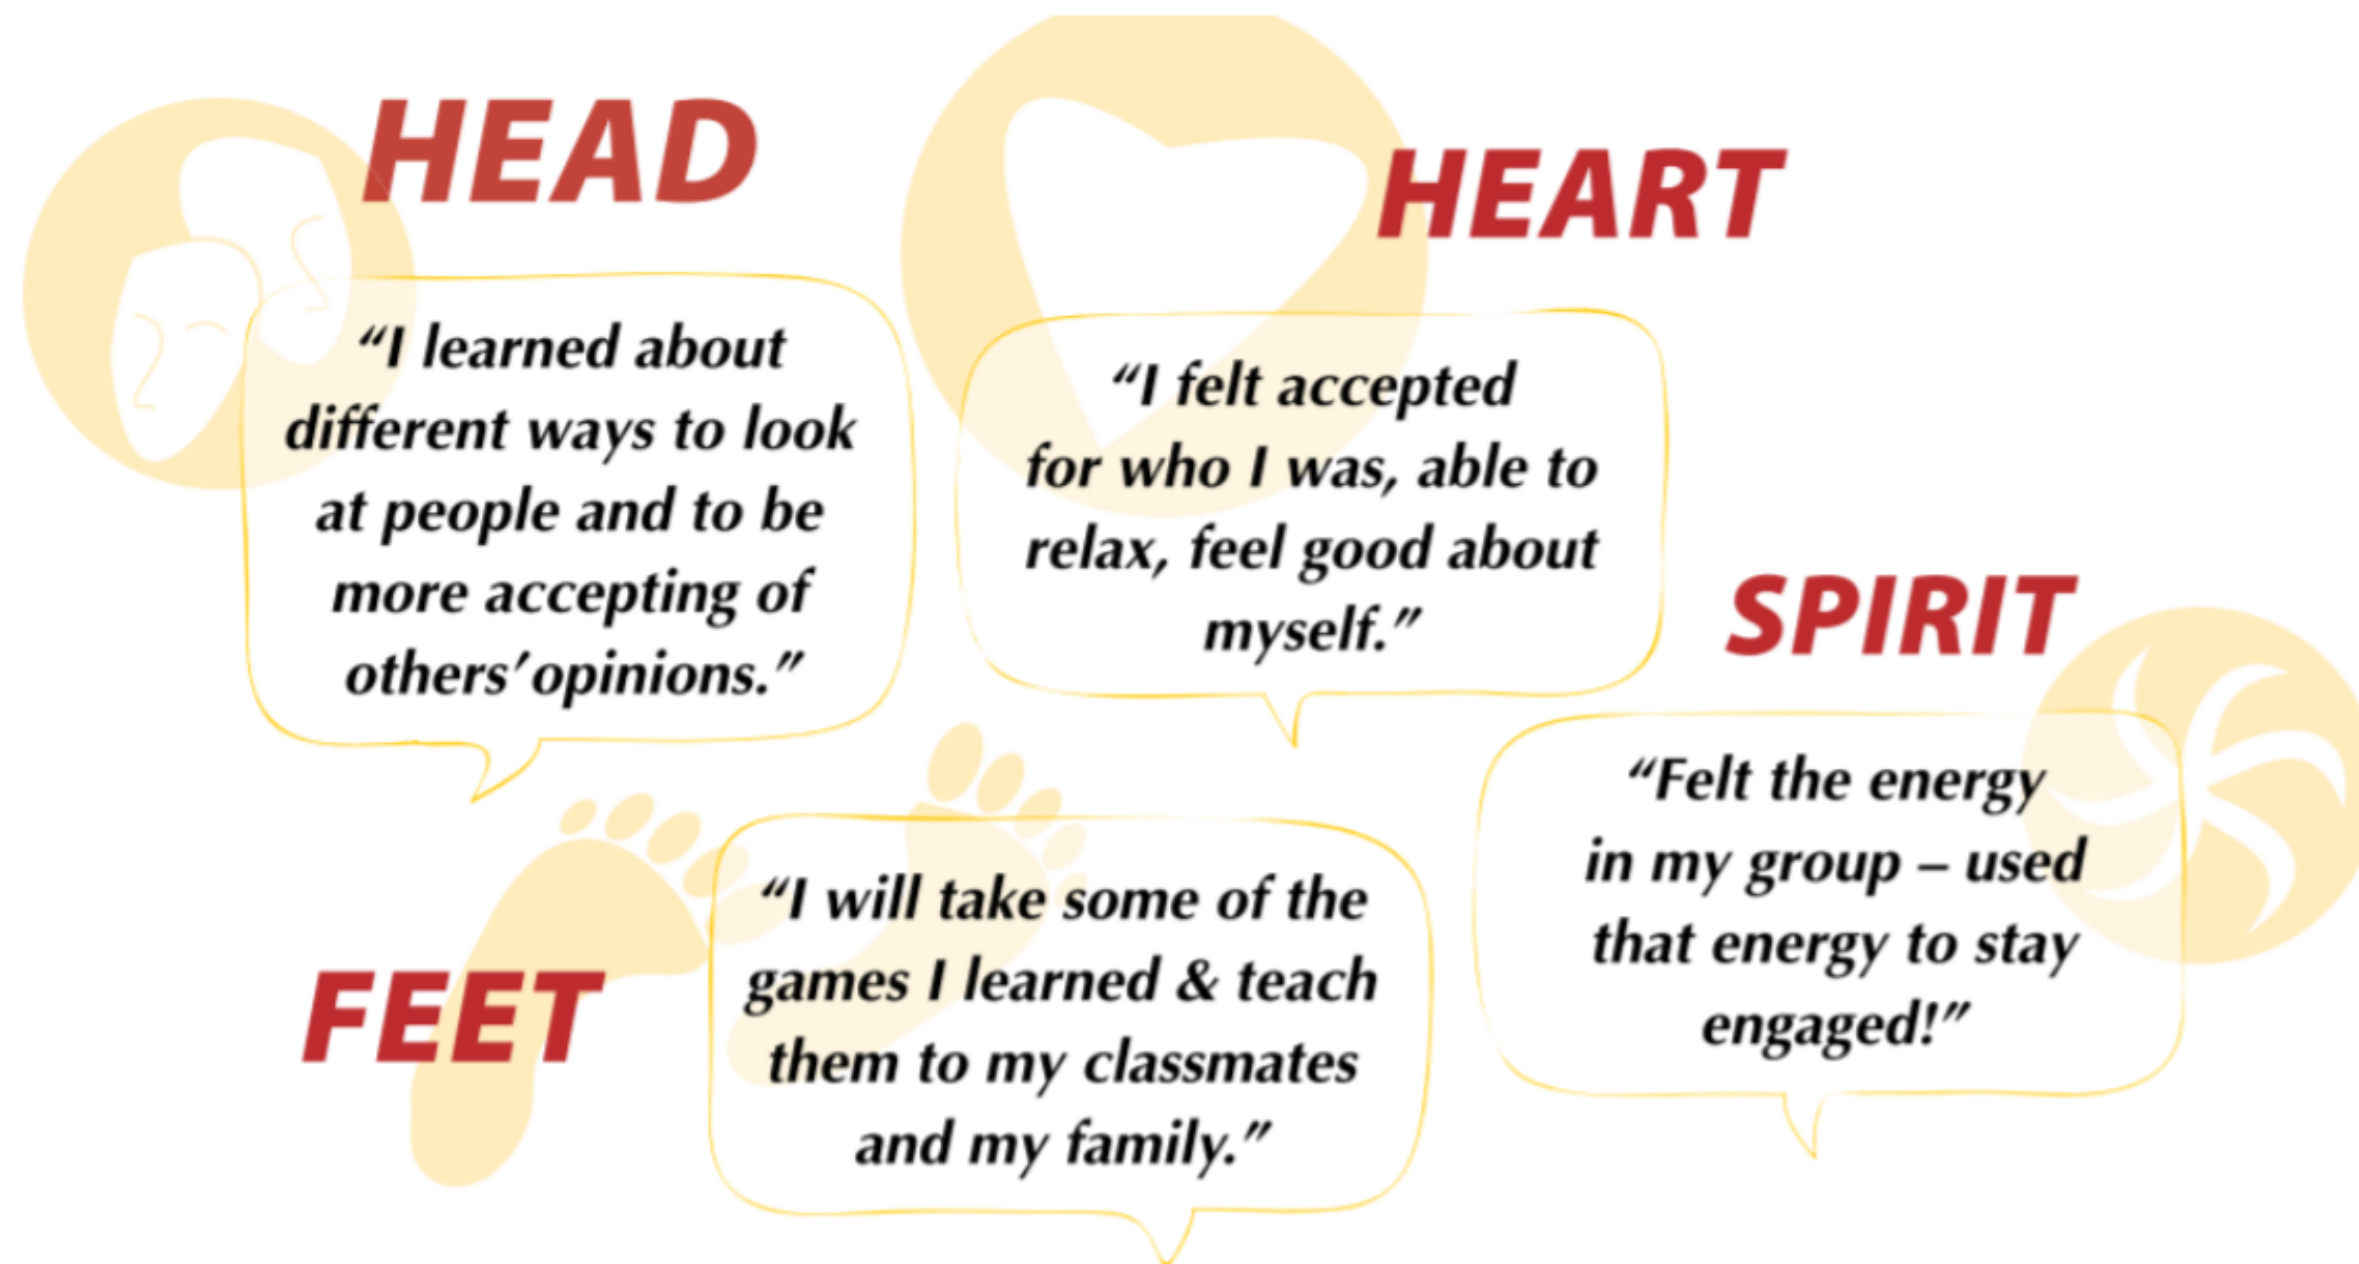 HEAD
“I learned about
different ways to look
at people and to be
more accepting of
others’ opinions.”
HEART
“I felt accepted
for who I was, able to
relax, feel good about
myself.”
SPIRIT
“Felt the energy
in my group – used
that energy to stay
engaged!”
FEET
“I will take some of the
games I learned & teach
them to my classmates
and my family.”